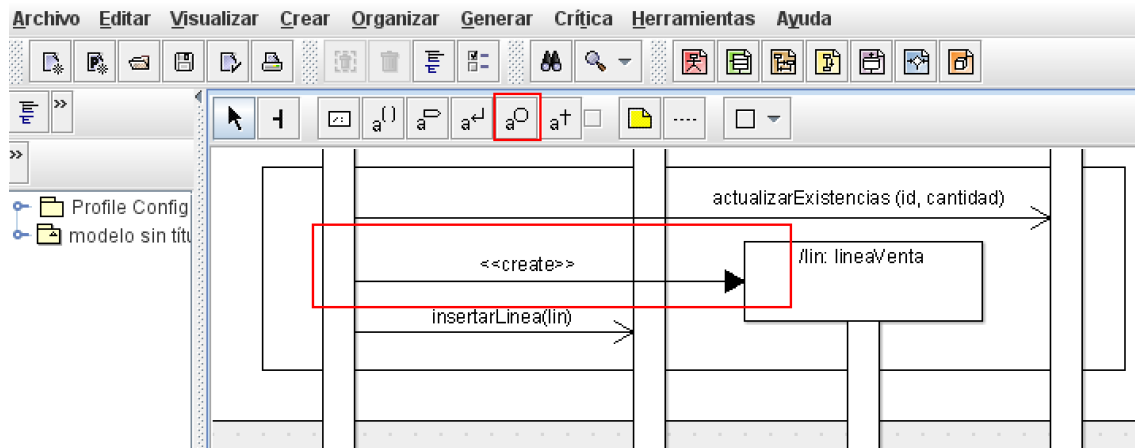 Archivo Editar Visualizar Crear Organizar Generar Crítica Herramientas Ayuda
Profile Config
modelo sin títu
actualizarExistencias (id, cantidad)
<<create>>
/lin: lineaVenta
insertarLinea(lin)